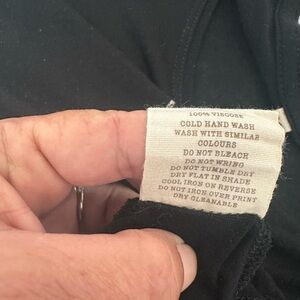 100% VISCOSE
COLD HAND WASH
WASH WITH SIMILAR
COLOURS
DO NOT BLEACH
DO NOT WRING
DO NOT TUMBLE DRY
DRY FLAT IN SHADE
COOL IRON ON REVERSE
DO NOT IRON OVER PRINT
DRY CLEANABLE